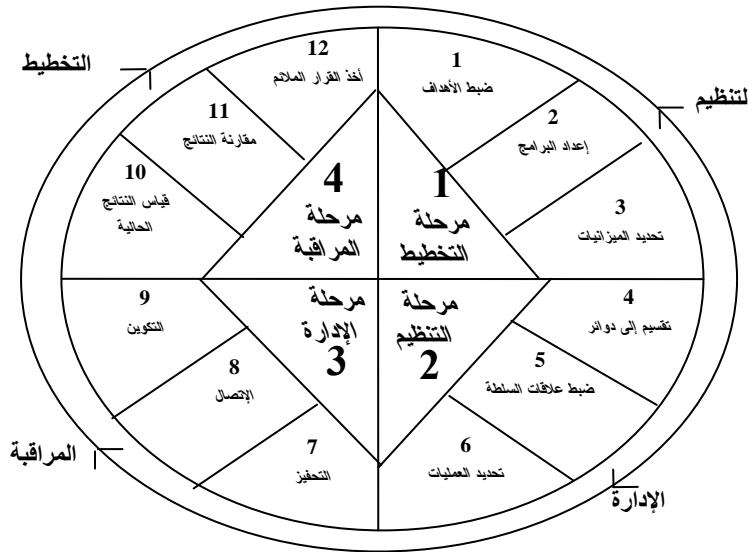 التخطيط
لتنظيم
12
أخذ القرار الملائم
1
ضبط الأهداف
11
مقارنة النتائج
2
إعداد البرامج
10
قياس النتائج
الحالية
3
تحديد الميزانيات
4
مرحلة
المراقبة
1
مرحلة
التخطيط
9
التكوين
مرحلة
الإدارة
3
مرحلة
التنظيم
2
4
تقسيم إلى دوائر
8
الإتصال
5
ضبط علاقات السلطة
7
التحفيز
6
تحديد العمليات
المراقبة
الإدارة